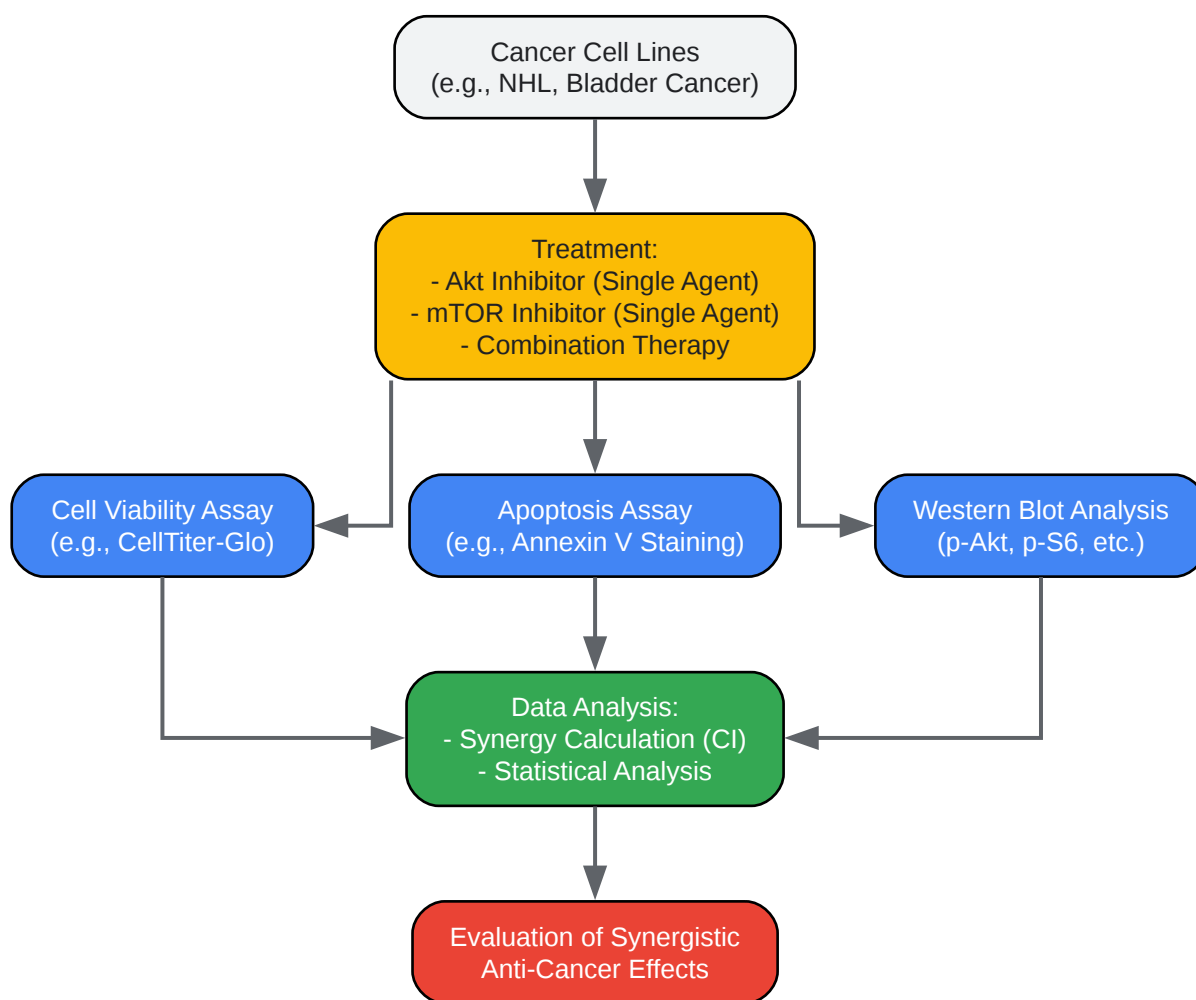 Cancer Cell Lines
(e.g., NHL, Bladder Cancer)
Treatment:
- Akt Inhibitor (Single Agent)
- mTOR Inhibitor (Single Agent)
- Combination Therapy
Cell Viability Assay
(e.g., CellTiter-Glo)
Apoptosis Assay
(e.g., Annexin V Staining)
Western Blot Analysis
(p-Akt, p-S6, etc.)
Data Analysis:
- Synergy Calculation (CI)
- Statistical Analysis
Evaluation of Synergistic
Anti-Cancer Effects